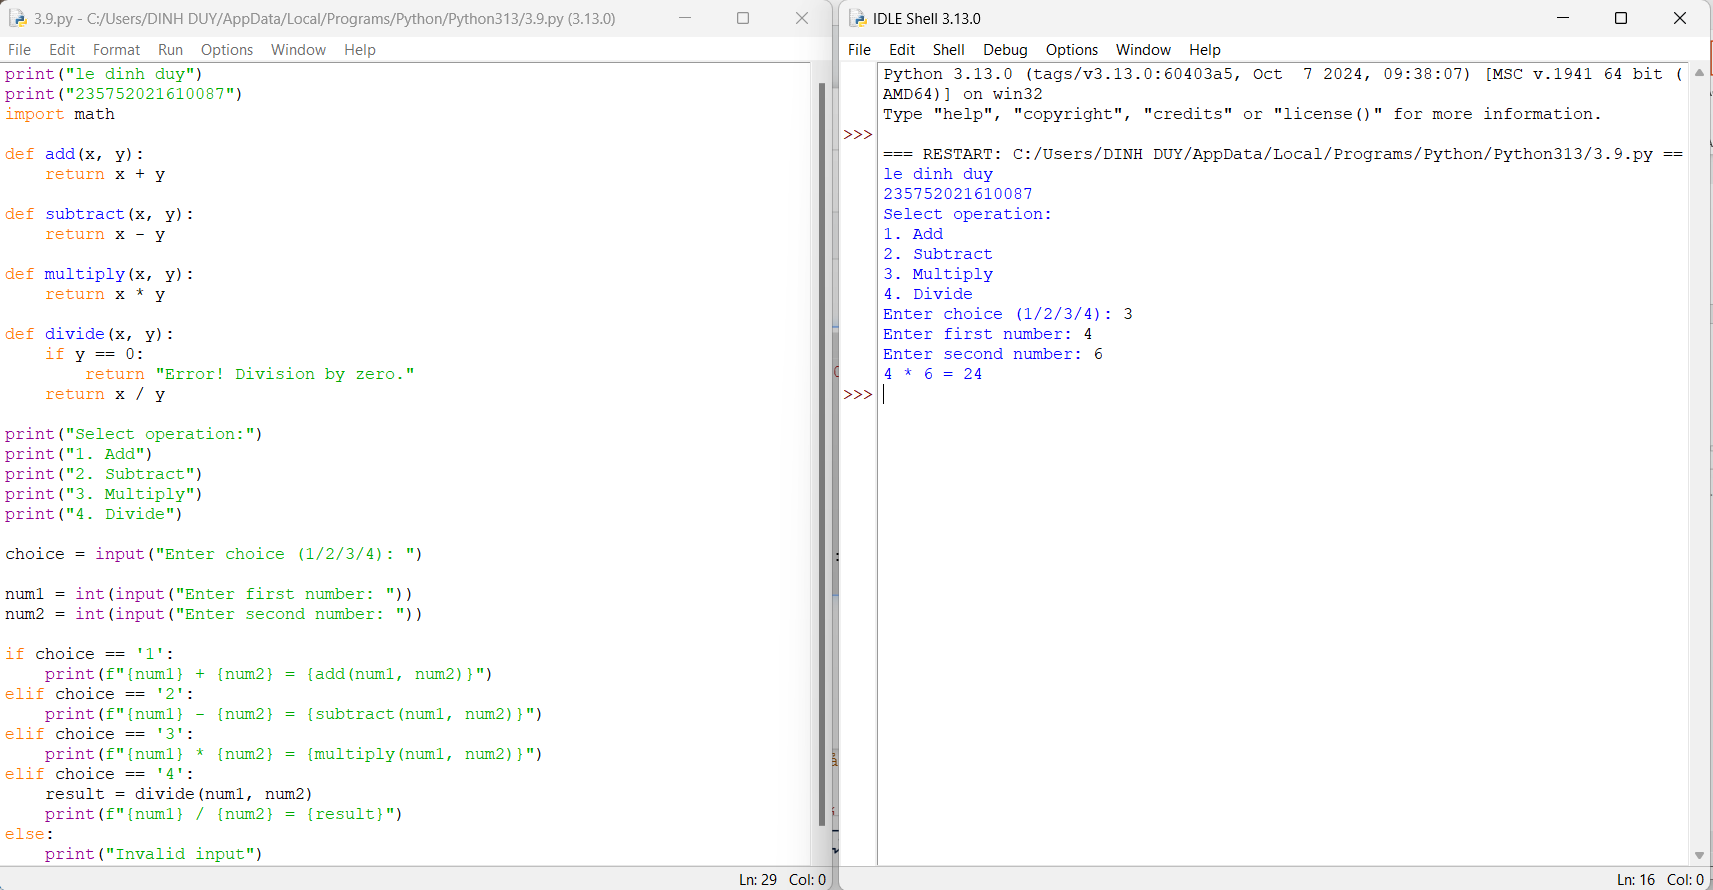 3.9.py - C:/Users/DINH DUY/AppData/Local/Programs/Python/Python313/3.9.py (3.13.0)
File Edit Format Run Options Window Help
print("le dinh duy")
print("235752021610087")
import math
def add(x, y):
    return x + y
def subtract(x, y):
    return x - y
def multiply(x, y):
    return x * y
def divide(x, y):
    if y == 0:
        return "Error! Division by zero."
    return x / y
print("Select operation:")
print("1. Add")
print("2. Subtract")
print("3. Multiply")
print("4. Divide")
choice = input("Enter choice (1/2/3/4): ")
num1 = int(input("Enter first number: "))
num2 = int(input("Enter second number: "))
if choice == '1':
    print(f"{num1} + {num2} = {add(num1, num2)}")
elif choice == '2':
    print(f"{num1} - {num2} = {subtract(num1, num2)}")
elif choice == '3':
    print(f"{num1} * {num2} = {multiply(num1, num2)}")
elif choice == '4':
    result = divide(num1, num2)
    print(f"{num1} / {num2} = {result}")
else:
    print("Invalid input")
Ln: 29 Col: 0
IDLE Shell 3.13.0
File Edit Shell Debug Options Window Help
Python 3.13.0 (tags/v3.13.0:60403a5, Oct  7 2024, 09:38:07) [MSC v.1941 64 bit (
AMD64)] on win32
Type "help", "copyright", "credits" or "license()" for more information.
>>>
=== RESTART: C:/Users/DINH DUY/AppData/Local/Programs/Python/Python313/3.9.py ==
le dinh duy
235752021610087
Select operation:
1. Add
2. Subtract
3. Multiply
4. Divide
Enter choice (1/2/3/4): 3
Enter first number: 4
Enter second number: 6
4 * 6 = 24
>>>
Ln: 16 Col: 0